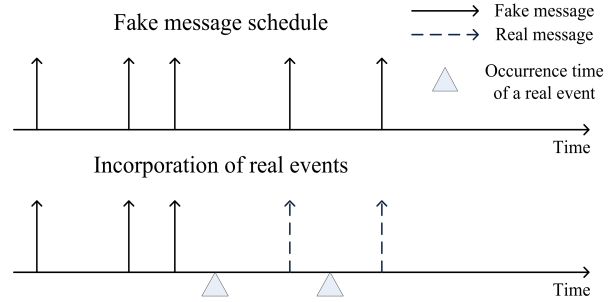 Fake message schedule
Fake message
Real message
Occurrence time
of a real event
Time
Incorporation of real events
Time